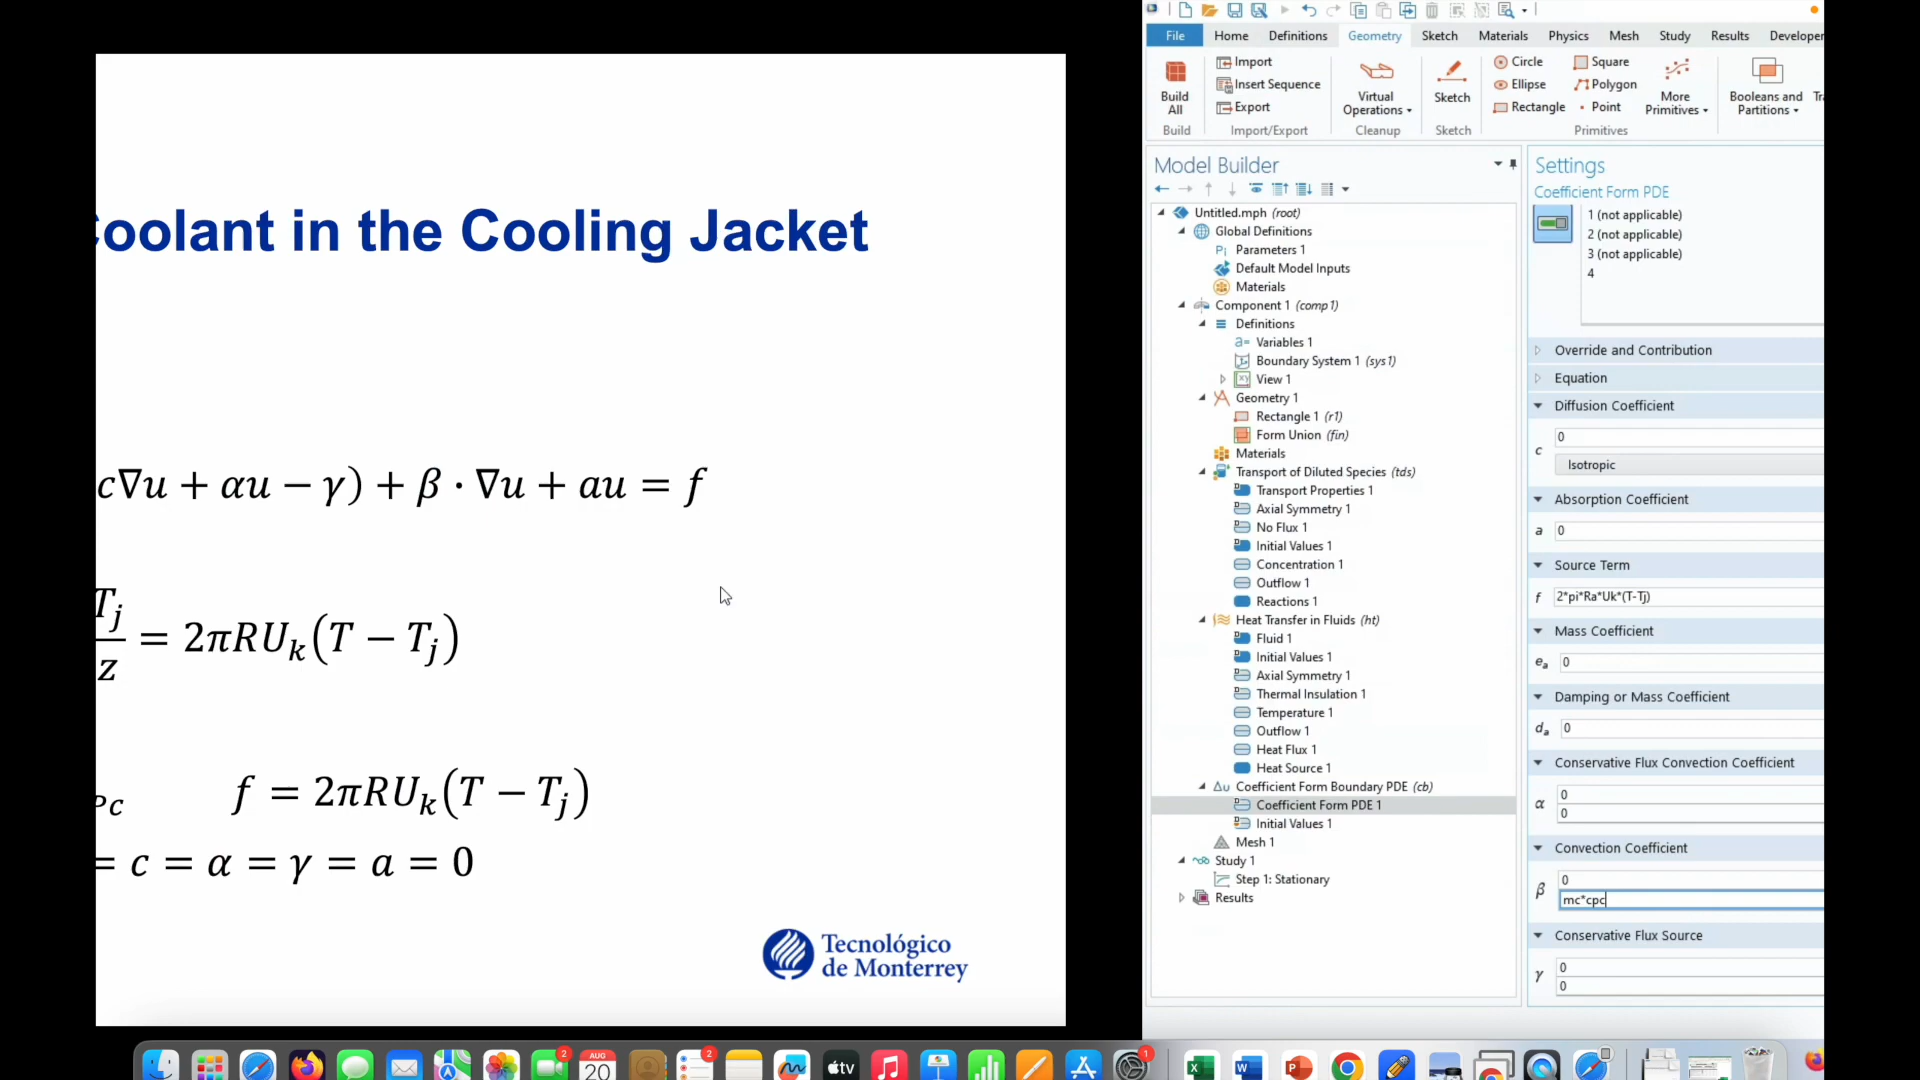 Coolant in the Cooling Jacket
c∇u + αu − γ) + β · ∇u + au = f
Tj
z
= 2πRUk(T − Tj)
Pc
f = 2πRUk(T − Tj)
= c = α = γ = a = 0
Tecnológico
de Monterrey
File Home Definitions Geometry Sketch Materials Physics Mesh Study Results Developer
Build
All
Import
Insert Sequence
Export
Virtual
Operations
Sketch
Circle
Ellipse
Rectangle
Square
Polygon
Point
More
Primitives
Booleans and
Partitions
Tra
Build Import/Export Cleanup Sketch Primitives
Model Builder
Untitled.mph (root)
Global Definitions
Pi Parameters 1
Default Model Inputs
Materials
Component 1 (comp1)
Definitions
a= Variables 1
Boundary System 1 (sys1)
View 1
Geometry 1
Rectangle 1 (r1)
Form Union (fin)
Materials
Transport of Diluted Species (tds)
Transport Properties 1
Axial Symmetry 1
No Flux 1
Initial Values 1
Concentration 1
Outflow 1
Reactions 1
Heat Transfer in Fluids (ht)
Fluid 1
Initial Values 1
Axial Symmetry 1
Thermal Insulation 1
Temperature 1
Outflow 1
Heat Flux 1
Heat Source 1
Δu Coefficient Form Boundary PDE (cb)
Coefficient Form PDE 1
Initial Values 1
Mesh 1
Study 1
Step 1: Stationary
Results
Settings
Coefficient Form PDE
1 (not applicable)
2 (not applicable)
3 (not applicable)
4
Override and Contribution
Equation
Diffusion Coefficient
c 0
Isotropic
Absorption Coefficient
a 0
Source Term
f 2*pi*Ra*Uk*(T-Tj)
Mass Coefficient
ea 0
Damping or Mass Coefficient
da 0
Conservative Flux Convection Coefficient
α 0
0
Convection Coefficient
β 0
mc*cpc
Conservative Flux Source
γ 0
0
2
AUG
20
2
tv
1